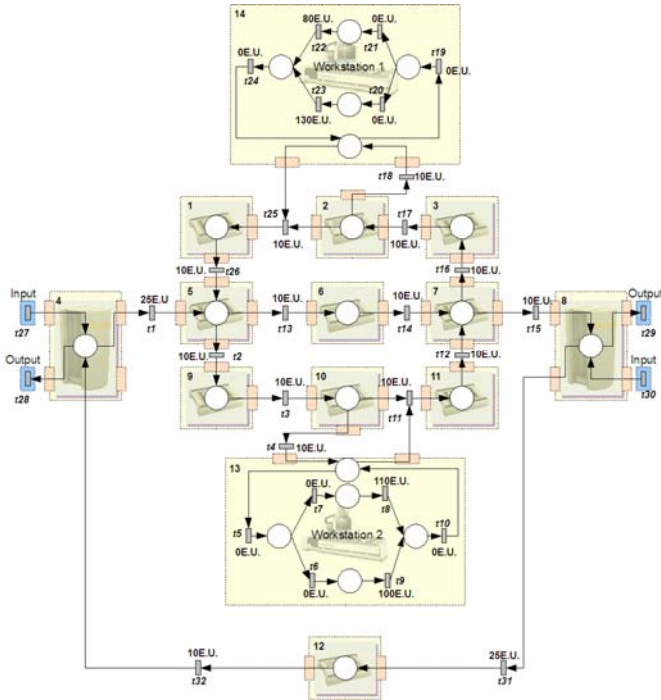 14
80E.U. 0E.U.
0E.U. t22 t21 t19
Workstation 1 0E.U.
t24 t23 t20
130E.U. 0E.U.
t18 10E.U.
1 t25 2 t17 3
10E.U. 10E.U.
10E.U. t26 t16 10E.U.
Input 4 25E.U 5 10E.U. 6 10E.U. 7 10E.U. 8 Output
t27 t1 t13 t14 t15 t29
Output 10E.U. t2 t12 10E.U. Input
t28 t30
9 10E.U. 10 10E.U. 11
t3 t11
t4 10E.U.
13 0E.U. 110E.U.
t7 t8
t5 Workstation 2 t10
0E.U. t6 t9 0E.U.
0E.U. 100E.U.
10E.U. 12 25E.U.
t32 t31